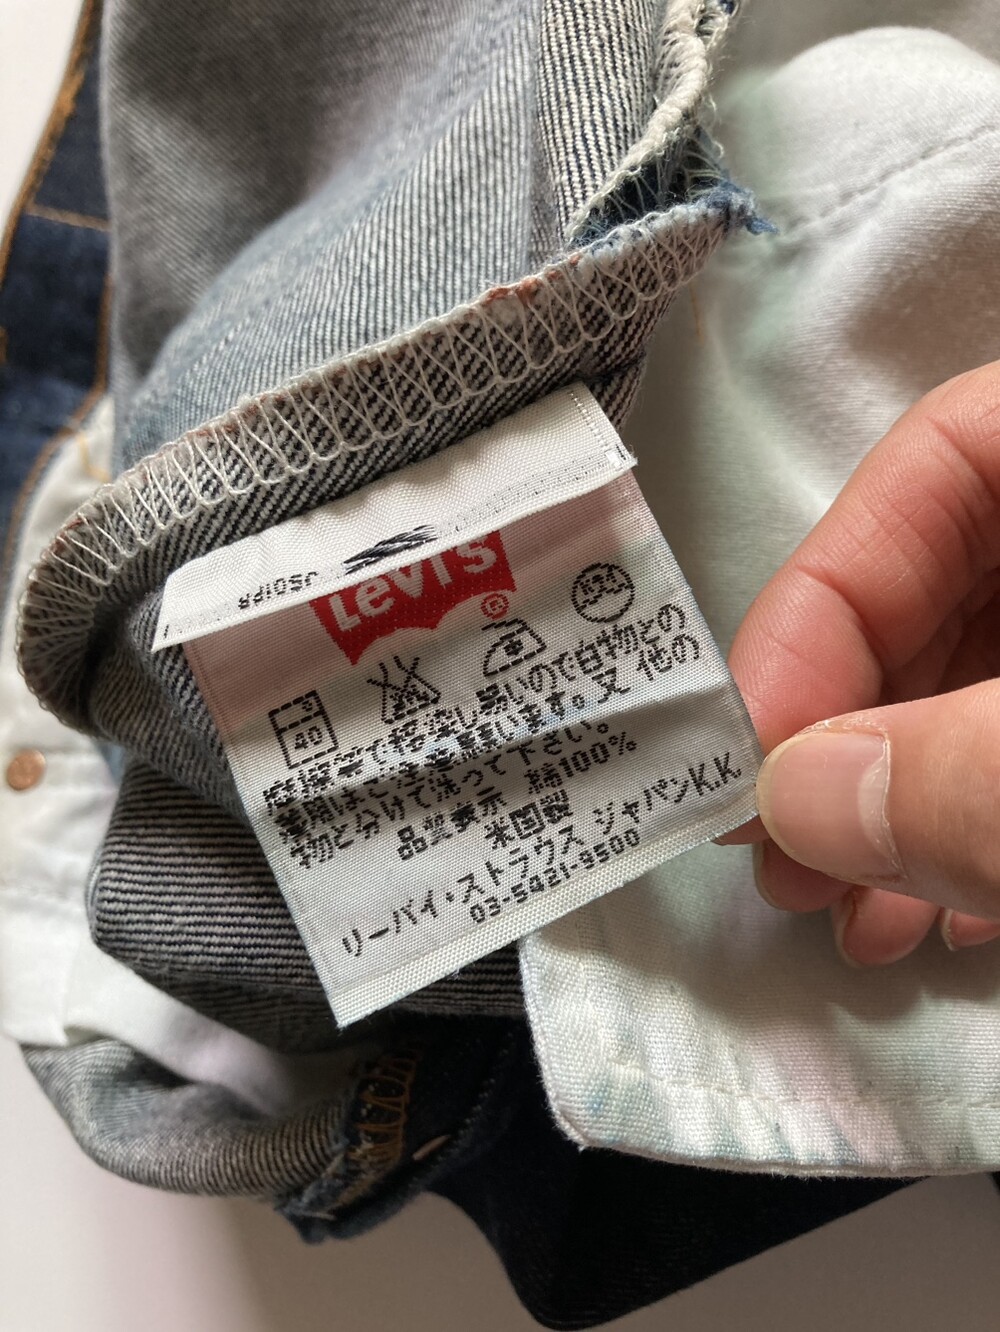 JS01PR
Levi's
®
40
摩擦等で搭染し易いので白物との
着用はご注意願います。又 他の
物と分けて洗って下さい。
品質表示 綿100%
米国製
リーバイ・ストラウス ジャパンK.K
03-5421-9500